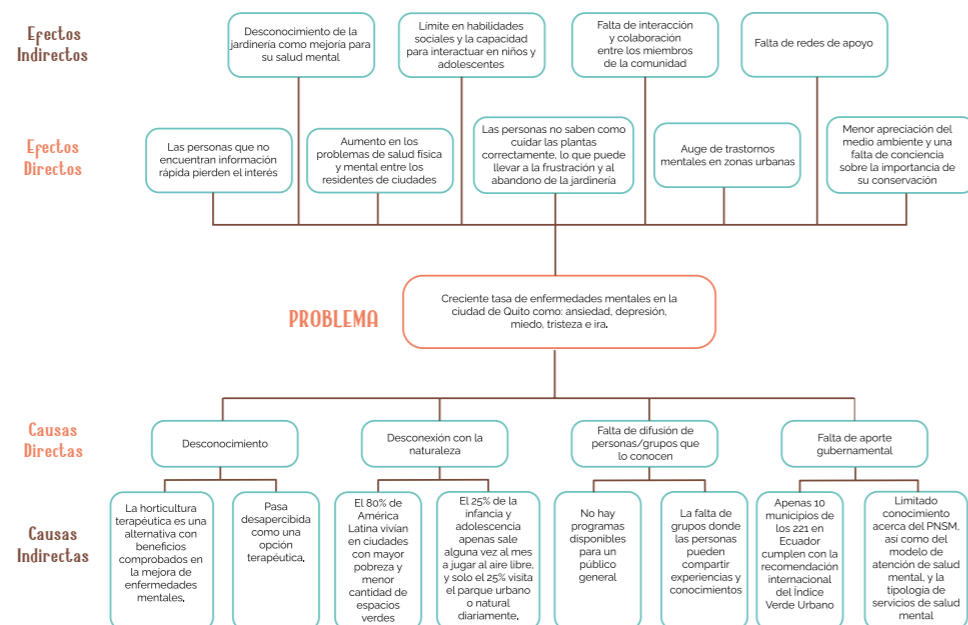 Efectos
Indirectos
Desconocimiento de la
jardinería como mejoría para
su salud mental
Límite en habilidades
sociales y la capacidad
para interactuar en niños y
adolescentes
Falta de interacción
y colaboración
entre los miembros
de la comunidad
Falta de redes de apoyo
Efectos
Directos
Las personas que no
encuentran información
rápida pierden el interés
Aumento en los
problemas de salud física
y mental entre los
residentes de ciudades
Las personas no saben como
cuidar las plantas
correctamente, lo que puede
llevar a la frustración y al
abandono de la jardinería
Auge de trastornos
mentales en zonas urbanas
Menor apreciación del
medio ambiente y una
falta de conciencia
sobre la importancia de
su conservación
PROBLEMA
Creciente tasa de enfermedades mentales en la
ciudad de Quito como: ansiedad, depresión,
miedo, tristeza e ira.
Causas
Directas
Desconocimiento
Desconexión con la
naturaleza
Falta de difusión de
personas/grupos que
lo conocen
Falta de aporte
gubernamental
Causas
Indirectas
La horticultura
terapéutica es una
alternativa con
beneficios
comprobados en la
mejora de
enfermedades
mentales.
Pasa
desapercibida
como una
opción
terapéutica.
El 80% de
América
Latina vivían
en ciudades
con mayor
pobreza y
menor
cantidad de
espacios
verdes
El 25% de la
infancia y
adolescencia
apenas sale
alguna vez al mes
a jugar al aire libre,
y solo el 25% visita
el parque urbano
o natural
diariamente.
No hay
programas
disponibles
para un
público
general
La falta de
grupos donde
las personas
pueden
compartir
experiencias y
conocimientos
Apenas 10
municipios de
los 221 en
Ecuador
cumplen con la
recomendación
internacional
del Índice
Verde Urbano
Limitado
conocimiento
acerca del PNSM,
así como del
modelo de
atención de salud
mental, y la
tipología de
servicios de salud
mental